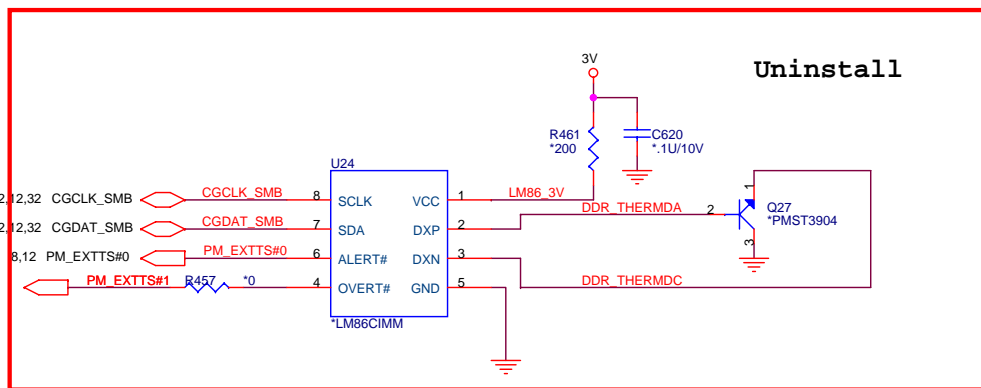 3V
Uninstall
R461
*200
C620
*.1U/10V
U24
2,12,32 CGCLK_SMB
CGCLK_SMB
8
SCLK
VCC
1
LM86_3V
2,12,32 CGDAT_SMB
CGDAT_SMB
7
SDA
DXP
2
DDR_THERMDA
2
1
3
Q27
*PMST3904
8,12 PM_EXTTS#0
PM_EXTTS#0
6
ALERT#
DXN
3
DDR_THERMDC
PM_EXTTS#1
R457
*0
4
OVERT#
GND
5
*LM86CIMM